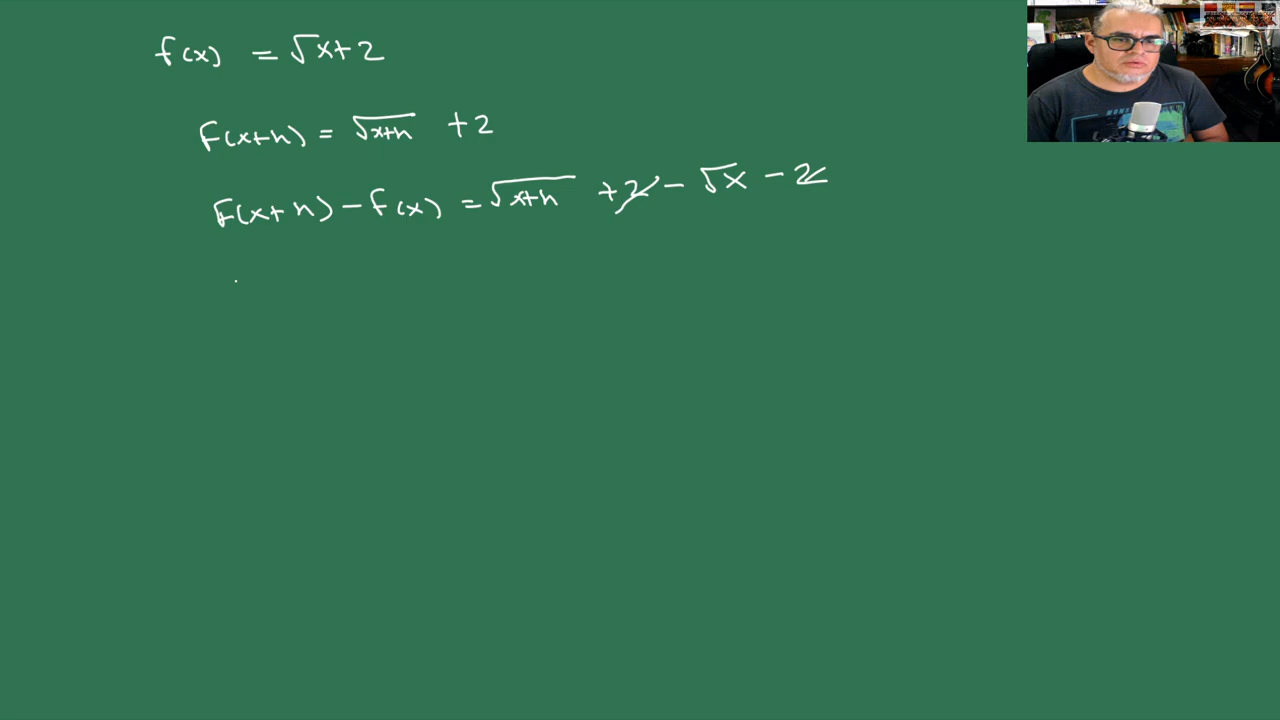 f(x) = √x+2
F(x+h) = √x+h +2
F(x+h) - f(x) = √x+h +2 - √x - 2